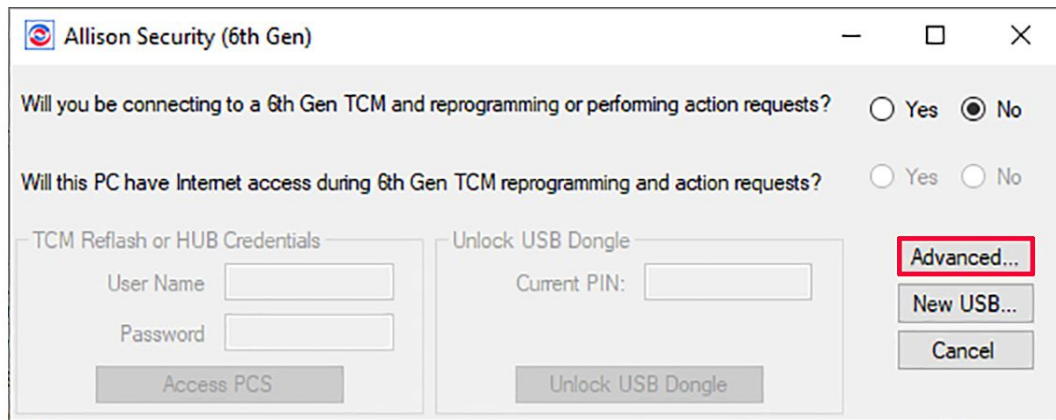 Allison Security (6th Gen)
Will you be connecting to a 6th Gen TCM and reprogramming or performing action requests? Yes No
Will this PC have Internet access during 6th Gen TCM reprogramming and action requests? Yes No
TCM Reflash or HUB Credentials
User Name
Password
Access PCS
Unlock USB Dongle
Current PIN:
Unlock USB Dongle
Advanced...
New USB...
Cancel